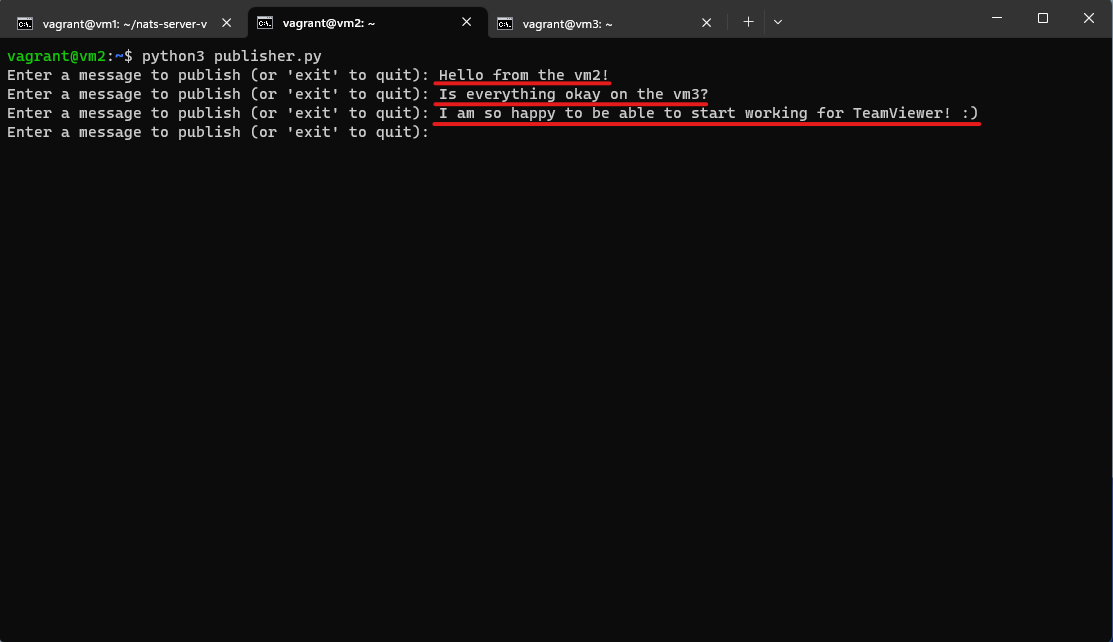 vagrant@vm1: ~/nats-server-v
vagrant@vm2: ~
vagrant@vm3: ~
vagrant@vm2:~$ python3 publisher.py
Enter a message to publish (or 'exit' to quit): Hello from the vm2!
Enter a message to publish (or 'exit' to quit): Is everything okay on the vm3?
Enter a message to publish (or 'exit' to quit): I am so happy to be able to start working for TeamViewer! :)
Enter a message to publish (or 'exit' to quit):